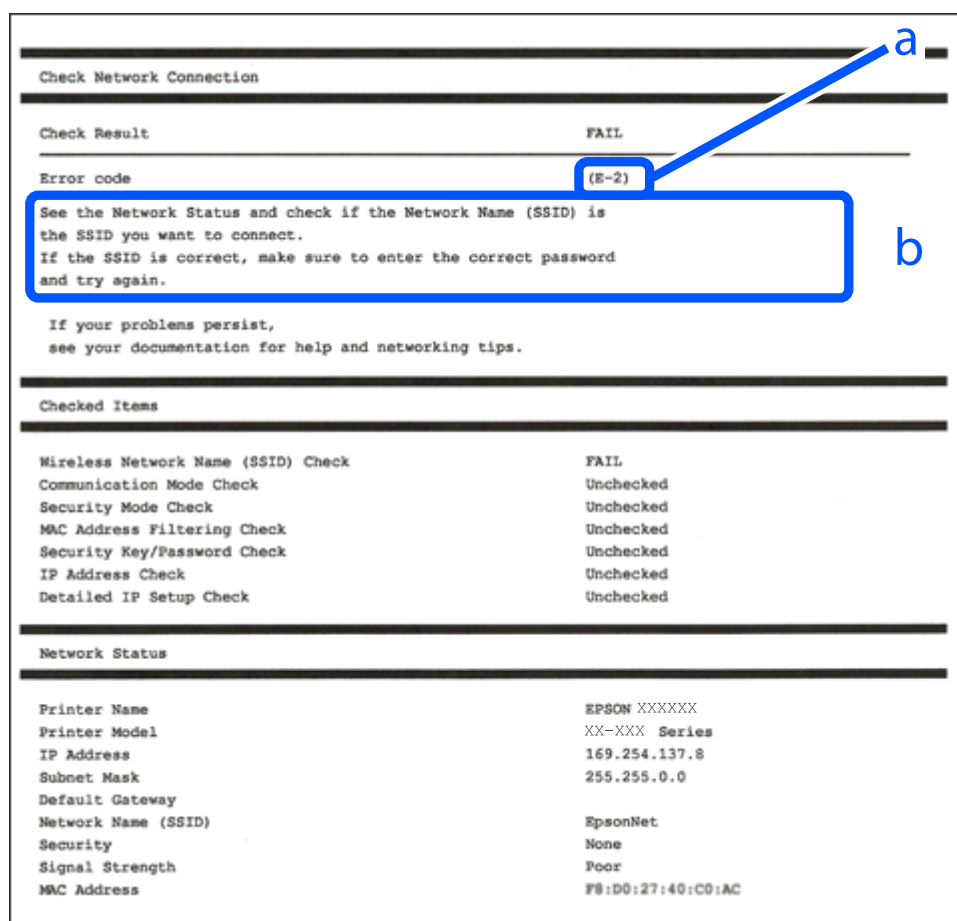 a
Check Network Connection
Check Result FAIL
Error code (E-2)
See the Network Status and check if the Network Name (SSID) is
the SSID you want to connect.
If the SSID is correct, make sure to enter the correct password
and try again.
b
If your problems persist,
see your documentation for help and networking tips.
Checked Items
Wireless Network Name (SSID) Check FAIL
Communication Mode Check Unchecked
Security Mode Check Unchecked
MAC Address Filtering Check Unchecked
Security Key/Password Check Unchecked
IP Address Check Unchecked
Detailed IP Setup Check Unchecked
Network Status
Printer Name EPSON XXXXXX
Printer Model XX-XXX Series
IP Address 169.254.137.8
Subnet Mask 255.255.0.0
Default Gateway
Network Name (SSID) EpsonNet
Security None
Signal Strength Poor
MAC Address F8:D0:27:40:C0:AC